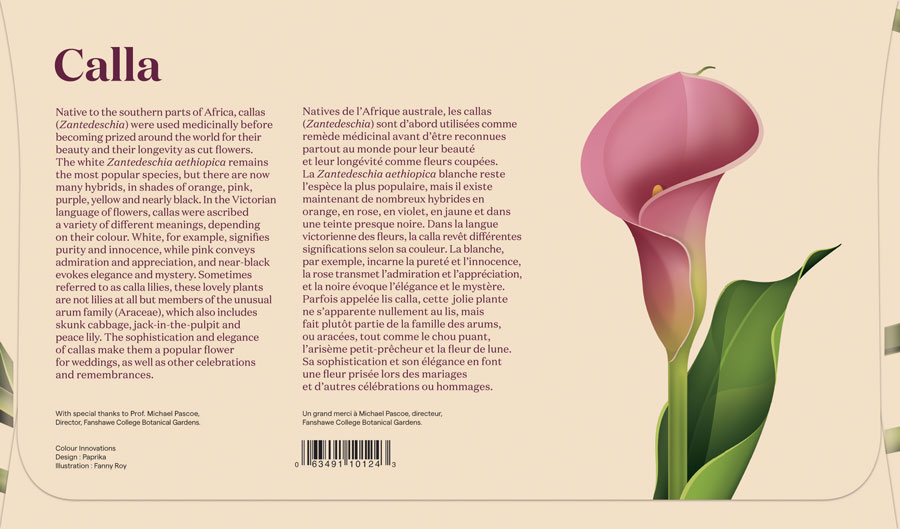 Calla
Native to the southern parts of Africa, callas
(Zantedeschia) were used medicinally before
becoming prized around the world for their
beauty and their longevity as cut flowers.
The white Zantedeschia aethiopica remains
the most popular species, but there are now
many hybrids, in shades of orange, pink,
purple, yellow and nearly black. In the Victorian
language of flowers, callas were ascribed
a variety of different meanings, depending
on their colour. White, for example, signifies
purity and innocence, while pink conveys
admiration and appreciation, and near-black
evokes elegance and mystery. Sometimes
referred to as calla lilies, these lovely plants
are not lilies at all but members of the unusual
arum family (Araceae), which also includes
skunk cabbage, jack-in-the-pulpit and
peace lily. The sophistication and elegance
of callas make them a popular flower
for weddings, as well as other celebrations
and remembrances.
With special thanks to Prof. Michael Pascoe,
Director, Fanshawe College Botanical Gardens.
Colour Innovations
Design : Paprika
Illustration : Fanny Roy
Natives de l’Afrique australe, les callas
(Zantedeschia) sont d’abord utilisées comme
remède médicinal avant d’être reconnues
partout au monde pour leur beauté
et leur longévité comme fleurs coupées.
La Zantedeschia aethiopica blanche reste
l’espèce la plus populaire, mais il existe
maintenant de nombreux hybrides en
orange, en rose, en violet, en jaune et dans
une teinte presque noire. Dans la langue
victorienne des fleurs, la calla revêt différentes
significations selon sa couleur. La blanche,
par exemple, incarne la pureté et l’innocence,
la rose transmet l’admiration et l’appréciation,
et la noire évoque l’élégance et le mystère.
Parfois appelée lis calla, cette jolie plante
ne s’apparente nullement au lis, mais
fait plutôt partie de la famille des arums,
ou aracées, tout comme le chou puant,
l’arisème petit-prêcheur et la fleur de lune.
Sa sophistication et son élégance en font
une fleur prisée lors des mariages
et d’autres célébrations ou hommages.
Un grand merci à Michael Pascoe, directeur,
Fanshawe College Botanical Gardens.
0 63491 10124 3